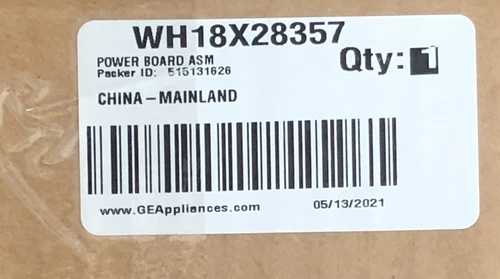 WH18X28357
POWER BOARD ASM
Qty: 1
Packer ID: 515131626
CHINA – MAINLAND
www.GEAppliances.com 05/13/2021